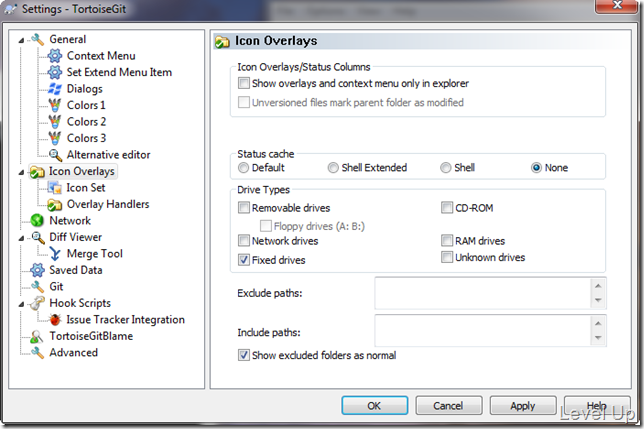 Settings - TortoiseGit
General
Context Menu
Set Extend Menu Item
Dialogs
Colors 1
Colors 2
Colors 3
Alternative editor
Icon Overlays
Icon Set
Overlay Handlers
Network
Diff Viewer
Merge Tool
Saved Data
Git
Hook Scripts
Issue Tracker Integration
TortoiseGitBlame
Advanced
Icon Overlays
Icon Overlays/Status Columns
Show overlays and context menu only in explorer
Unversioned files mark parent folder as modified
Status cache
Default Shell Extended Shell None
Drive Types
Removable drives CD-ROM
Floppy drives (A: B:)
Network drives RAM drives
Fixed drives Unknown drives
Exclude paths:
Include paths:
Show excluded folders as normal
OK Cancel Apply Help
Level Up